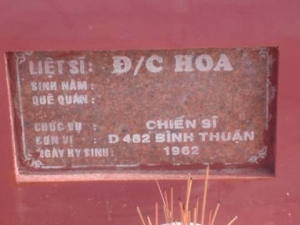 LIỆT SĨ: Đ/C HOA
SINH NĂM:
QUÊ QUÁN:
CHỨC VỤ : CHIẾN SĨ
ĐƠN VỊ : D 482 BÌNH THUẬN
NGÀY HY SINH: 1962